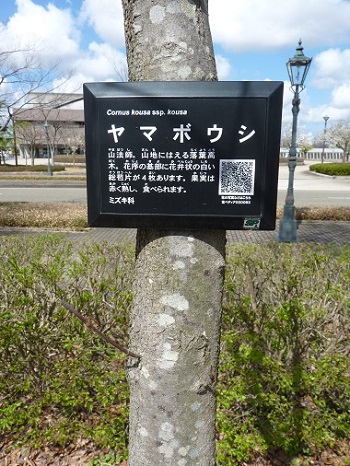 Cornus kousa ssp. kousa
ヤマボウシ
山法師。山地にはえる落葉高
木。花序の基部に花弁状の白い
総苞片が4枚あります。果実は
赤く熟し、食べられます。
ミズキ科